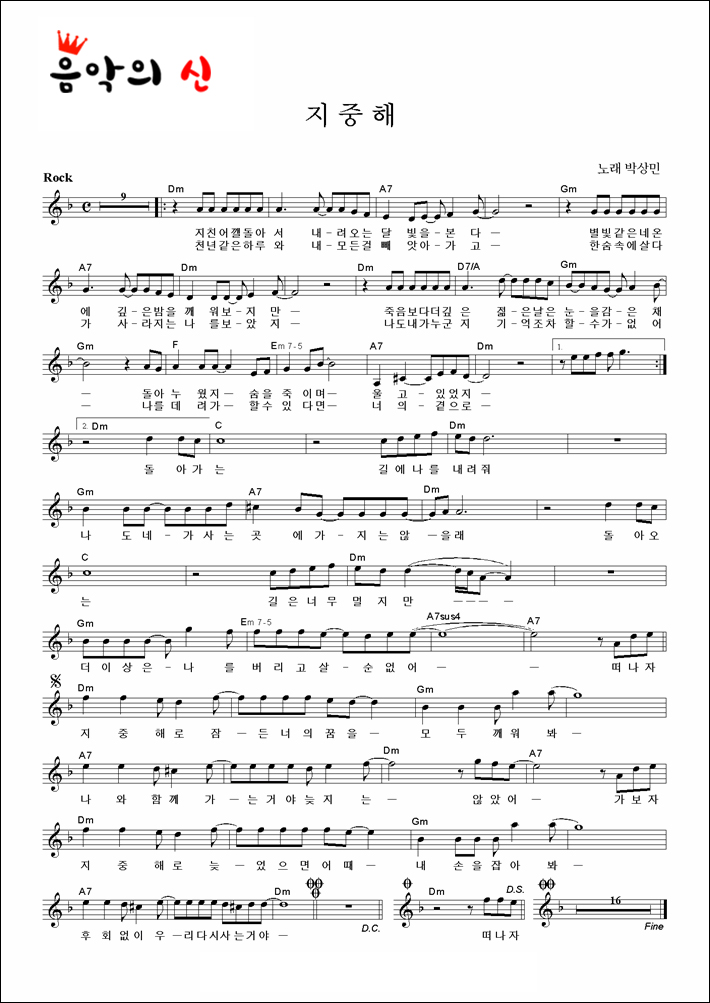 음악의 신
지중해
노래 박상민
Rock
9 Dm A7 Gm
지친어깰돌아 서 내-려오는 달 빛을-본 다- 별빛같은네온
천년같은하루 와 내-모든걸 빼 앗아-가 고- 한숨속에살다
A7 Dm Dm D7/A Gm
에 깊-은밤을 깨 워보-지 만- 죽음보다더깊 은 젊-은날은 눈-을감-은 채
가 사-라지는 나 를보-았 지- 나도내가누군 지 기-억조차 할-수가-없 어
Gm F Em 7-5 A7 Dm 1.
- 돌아누 웠지- 숨을죽 이며- 울 고-있었지-
- 나를데 려가- 할수있 다면- 너 의-곁으로-
2. Dm C Dm
돌 아 가 는 길 에 나 를 내 려 줘
Gm A7 Dm
나 도 네-가 사 는 곳 에 가-지 는 않-을래 돌 아 오
C Dm
는 길 은 너 무 멀 지 만 - - - -
Gm Em 7-5 A7sus4 A7
더 이 상 은-나 를 버 리 고 살-순 없 어- 떠 나 자
Dm Gm
지 중 해 로 잠-든 너 의 꿈 을- 모 두 깨 워 봐-
A7 Dm A7
나 와 함 께 가-는 거 야 늦 지 는- 않 았 어- 가 보 자
Dm Gm
지 중 해 로 늦-었 으 면 어 때- 내 손 을 잡 아 봐-
A7 Dm D.C. Dm D.S. 16 Fine
후 회 없 이 우-리 다 시 사 는 거 야- 떠 나 자